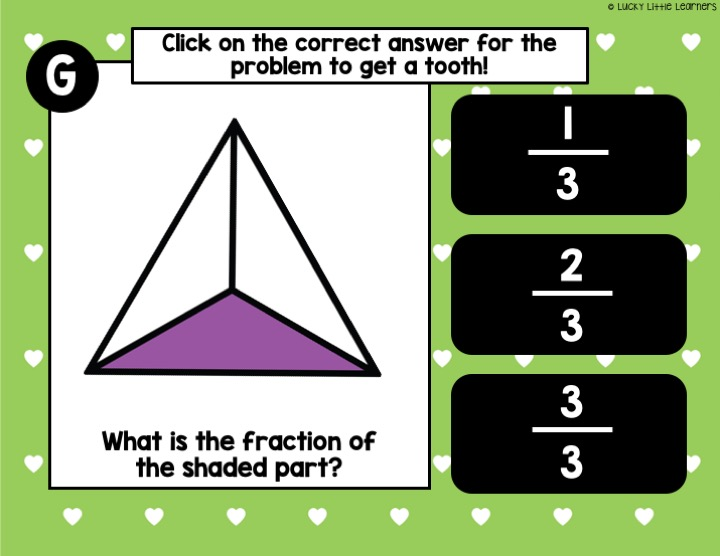 © Lucky Little Learners
Click on the correct answer for the
problem to get a tooth!
G
What is the fraction of
the shaded part?
1
3
2
3
3
3